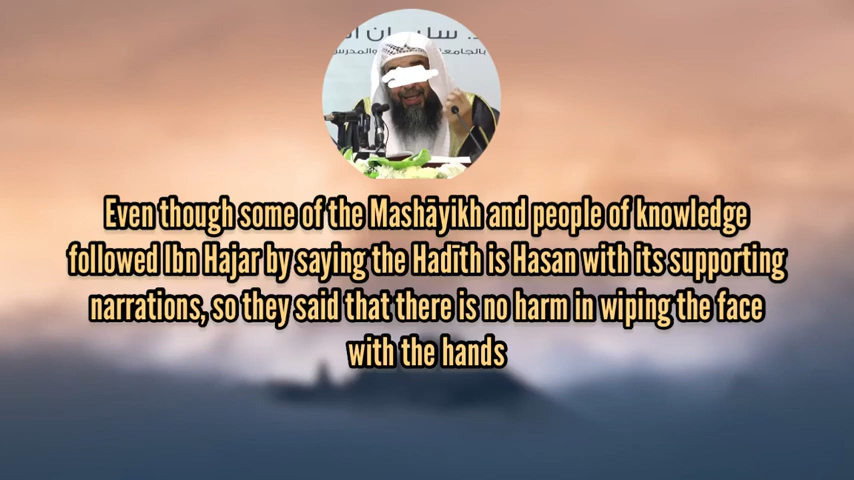 د. سليمان ا
Even though some of the Mashāyikh and people of knowledge
followed Ibn Hajar by saying the Hadīth is Hasan with its supporting
narrations, so they said that there is no harm in wiping the face
with the hands